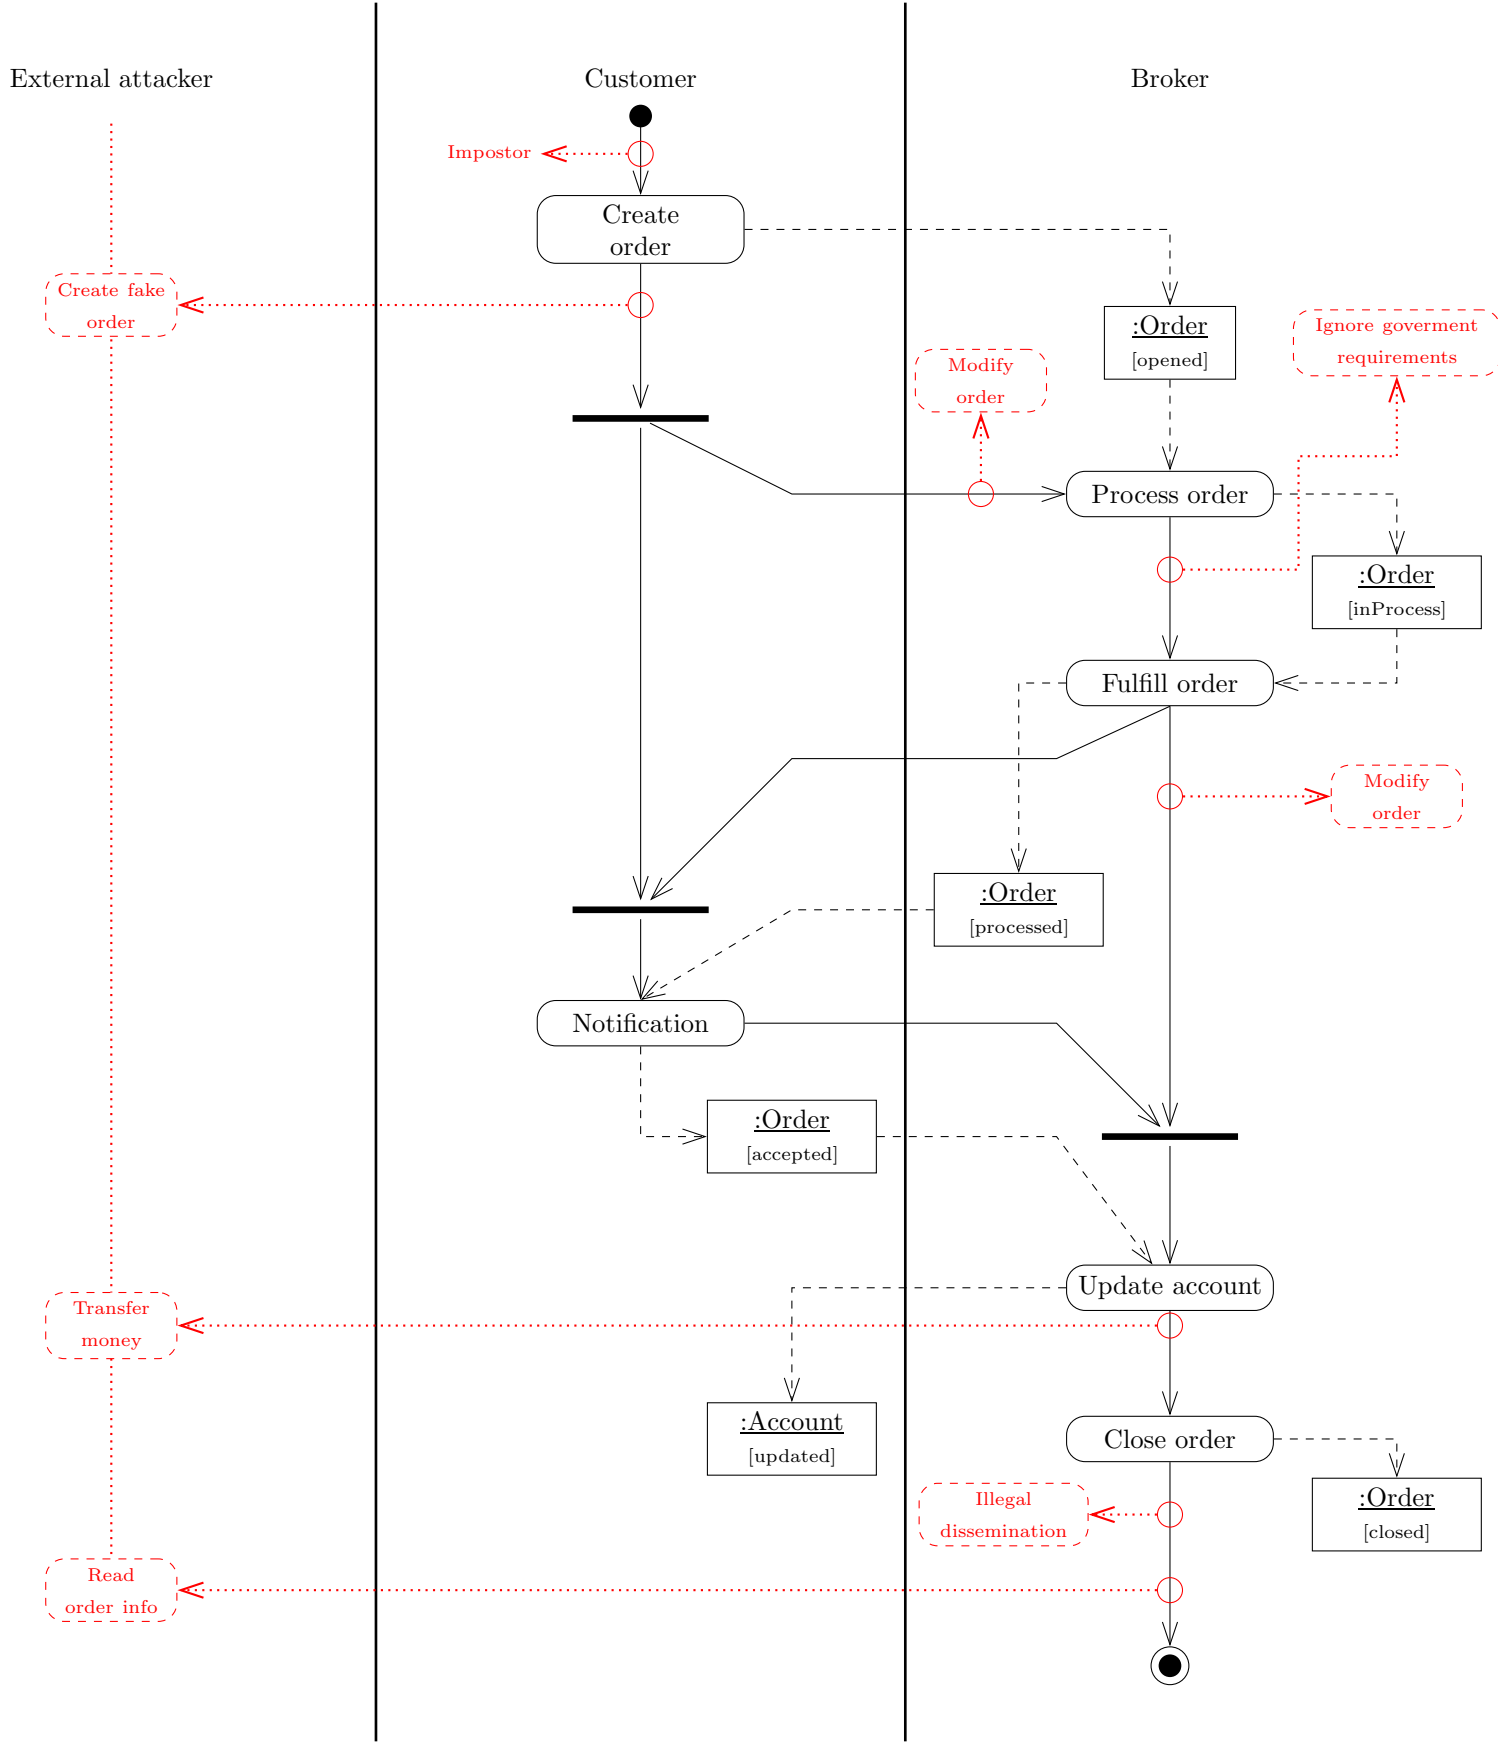 External attacker
Customer
Broker
Impostor
Create
order
Create fake
order
:Order
[opened]
Ignore goverment
requirements
Modify
order
Process order
:Order
[inProcess]
Fulfill order
Modify
order
:Order
[processed]
Notification
:Order
[accepted]
Update account
Transfer
money
:Account
[updated]
Close order
Illegal
dissemination
:Order
[closed]
Read
order info